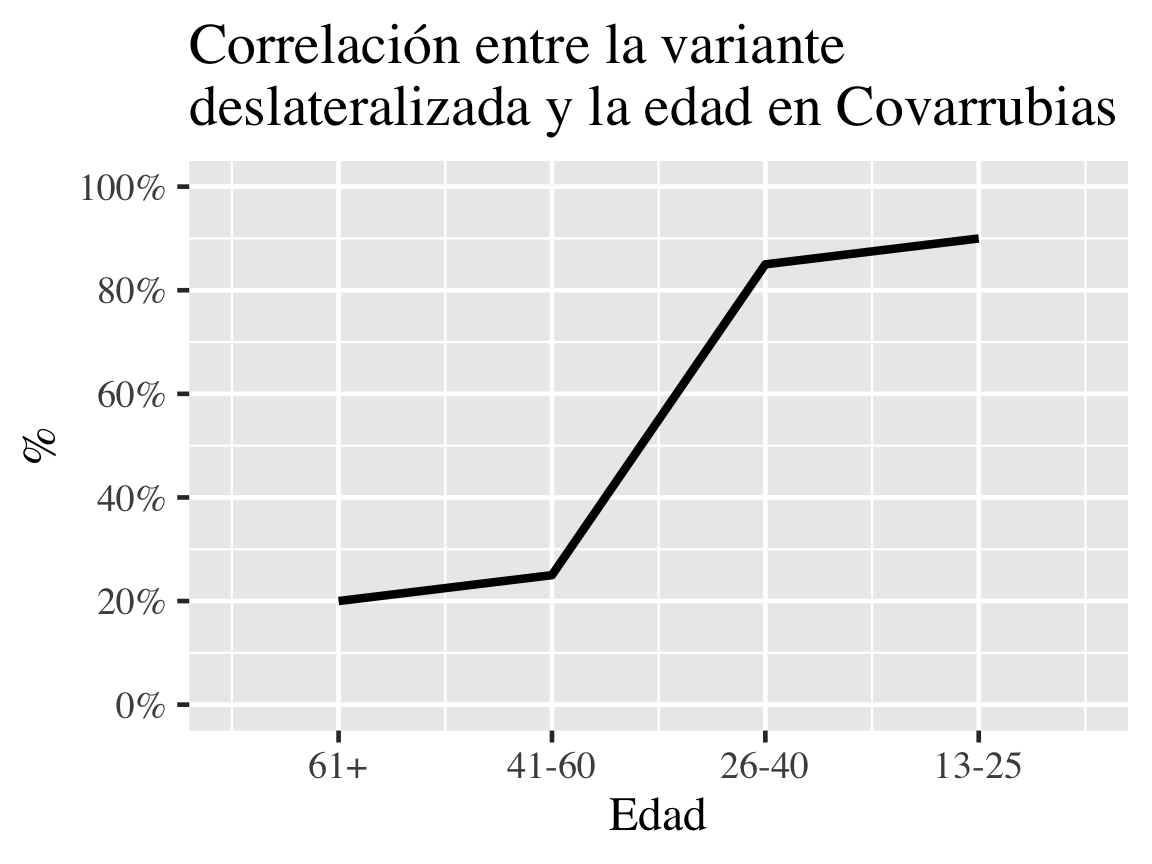 Correlación entre la variante
deslateralizada y la edad en Covarrubias
100%
80%
60%
40%
20%
0%
%
61+ 41-60 26-40 13-25
Edad